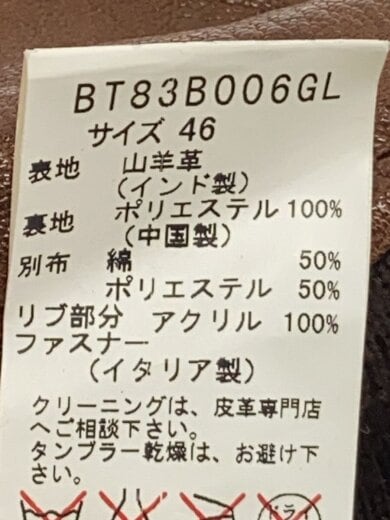 BT83B006GL
サイズ 46
表地 山羊革
(インド製)
裏地 ポリエステル 100%
(中国製)
別布 綿 50%
ポリエステル 50%
リブ部分 アクリル 100%
ファスナー
(イタリア製)
クリーニングは、皮革専門店
へご相談下さい。
タンブラー乾燥は、お避け下
さい。
ドライ